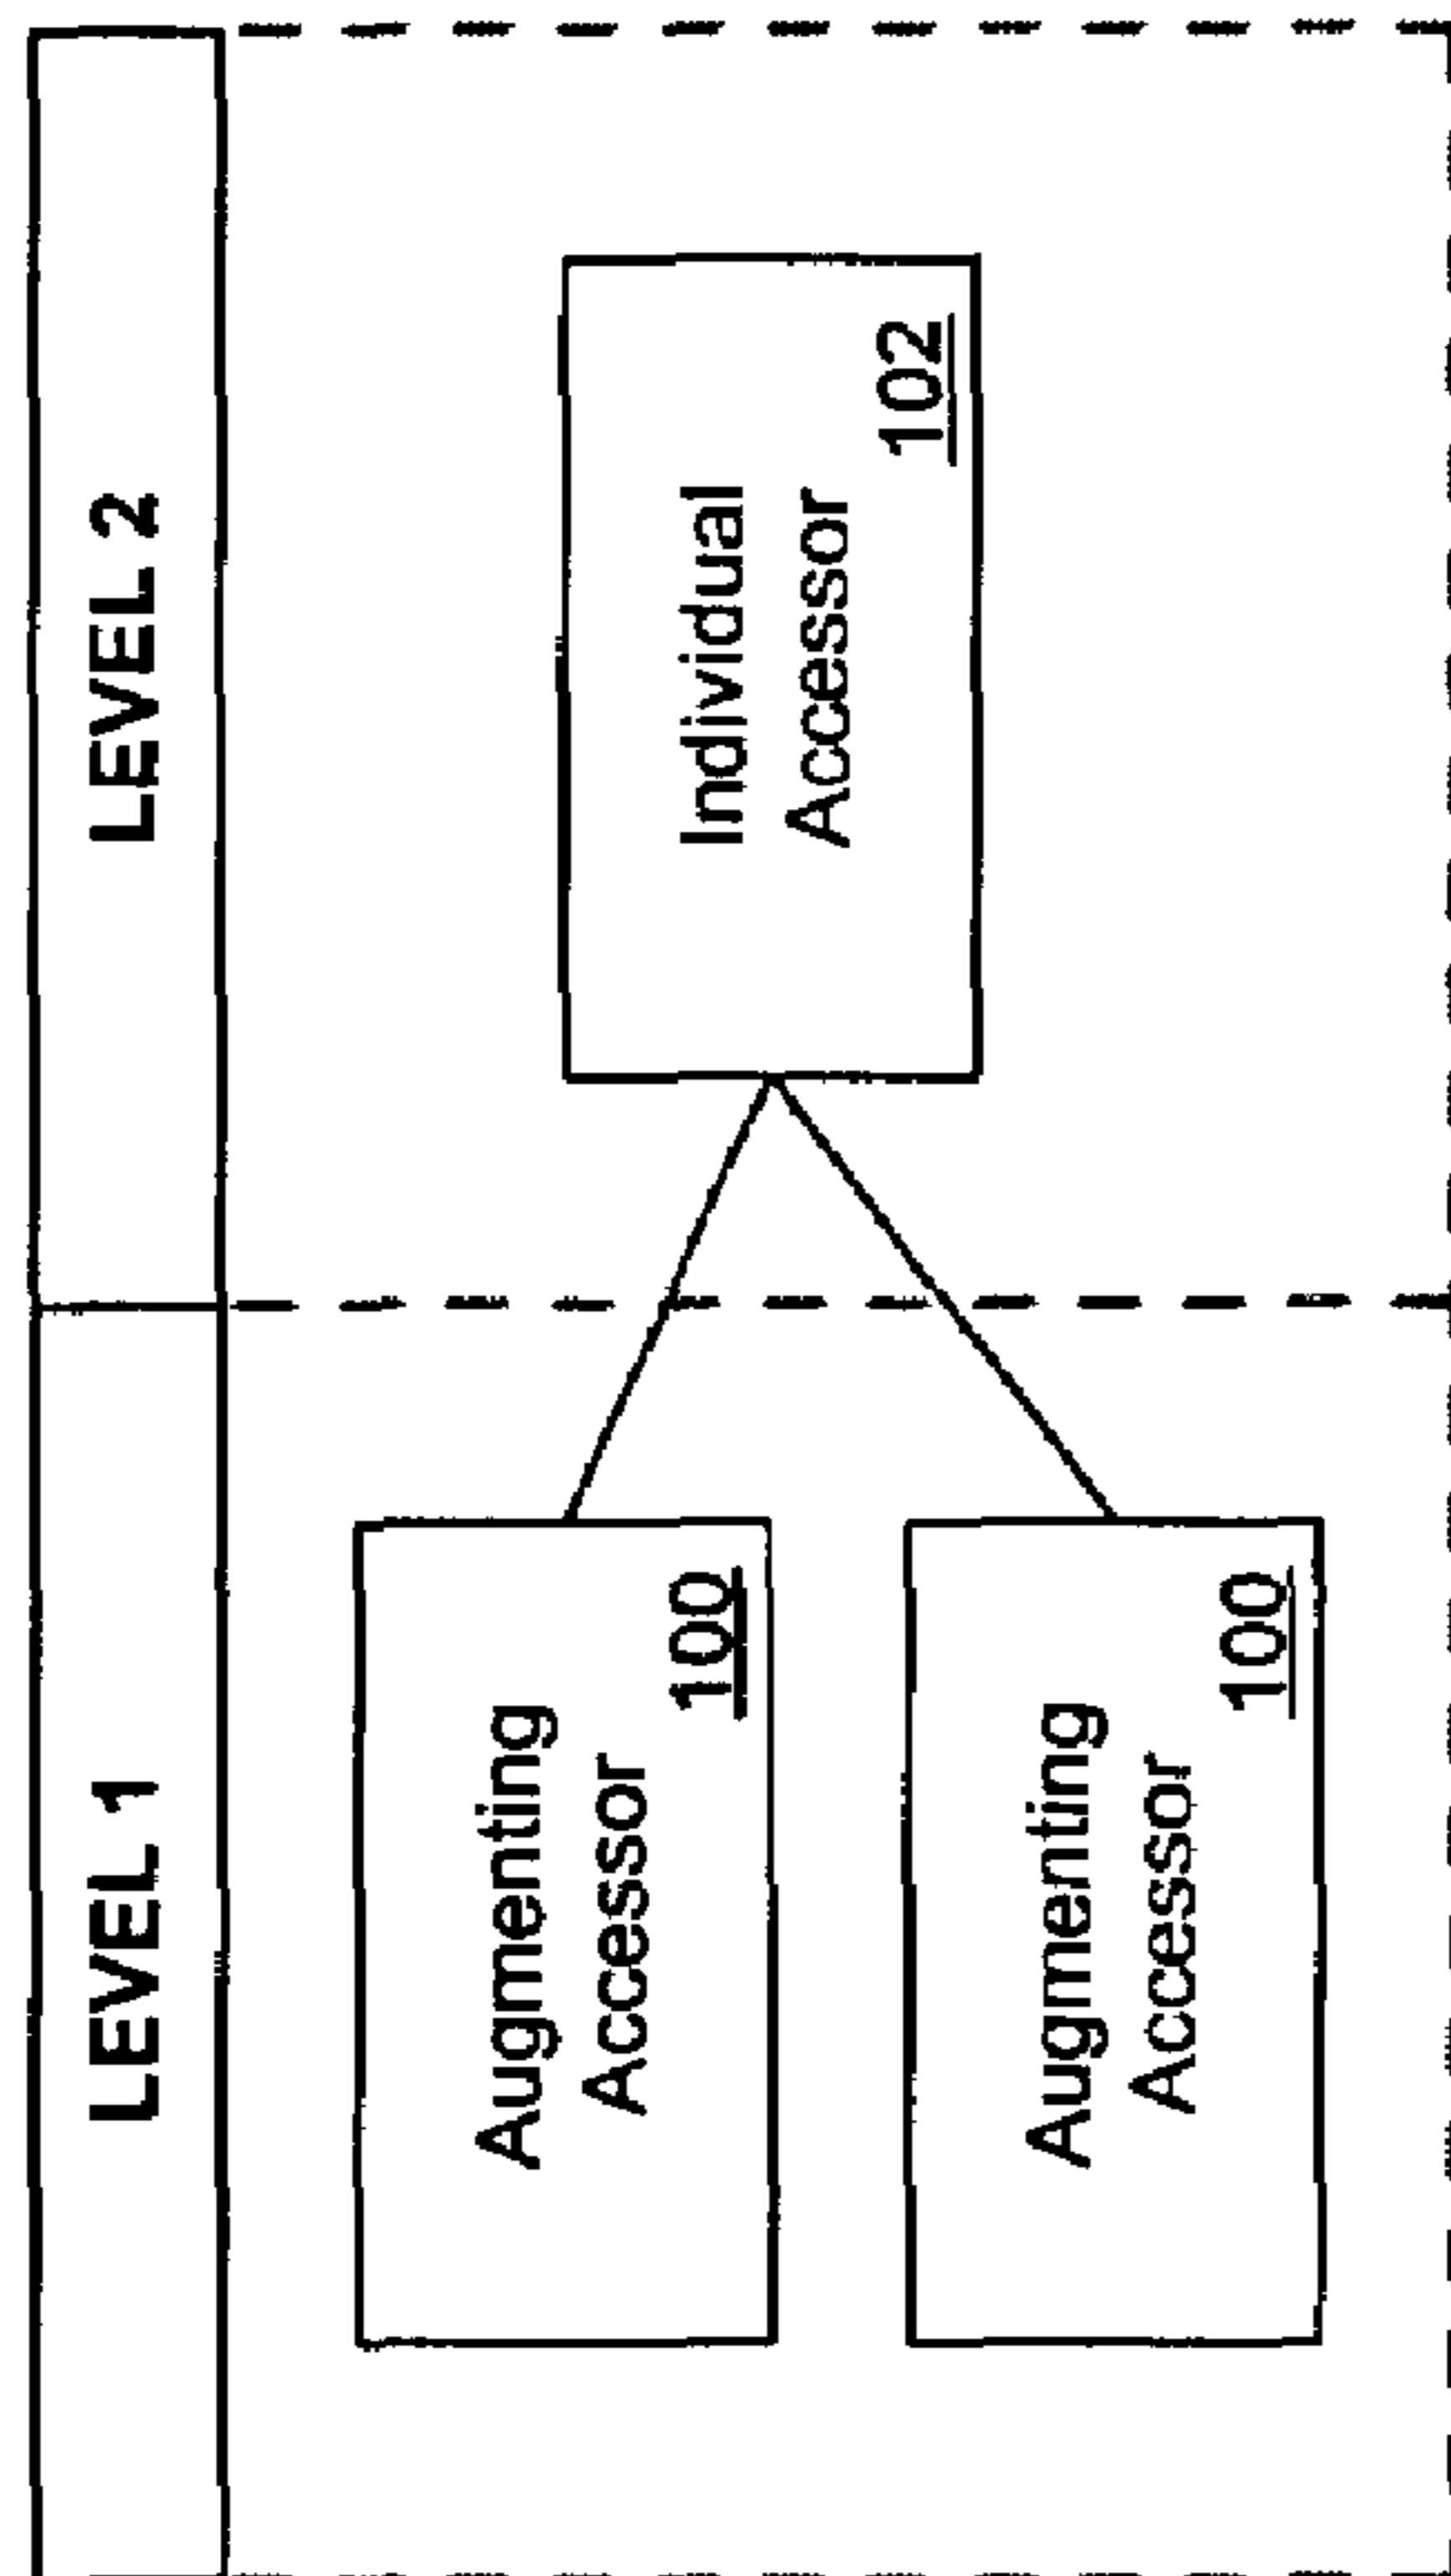 LEVEL 1
LEVEL 2
Augmenting
Accessor
100
Augmenting
Accessor
100
Individual
Accessor
102